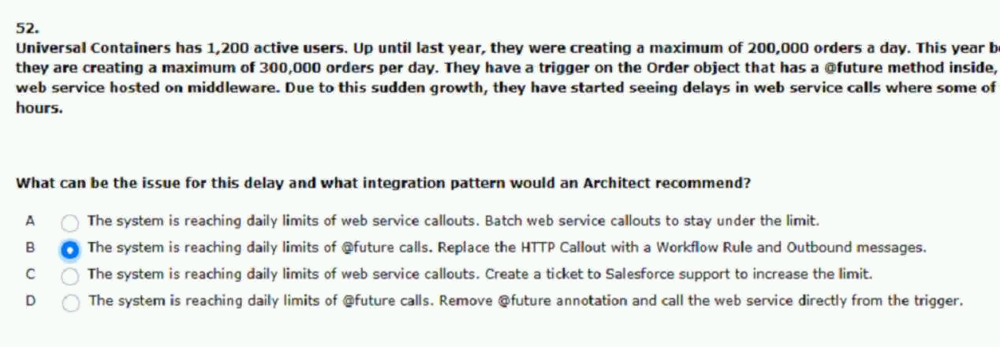 52.
Universal Containers has 1,200 active users. Up until last year, they were creating a maximum of 200,000 orders a day. This year
they are creating a maximum of 300,000 orders per day. They have a trigger on the Order object that has a @future method inside,
web service hosted on middleware. Due to this sudden growth, they have started seeing delays in web service calls where some of
hours.
What can be the issue for this delay and what integration pattern would an Architect recommend?
A The system is reaching daily limits of web service callouts. Batch web service callouts to stay under the limit.
B The system is reaching daily limits of @future calls. Replace the HTTP Callout with a Workflow Rule and Outbound messages.
C The system is reaching daily limits of web service callouts. Create a ticket to Salesforce support to increase the limit.
D The system is reaching daily limits of @future calls. Remove @future annotation and call the web service directly from the trigger.